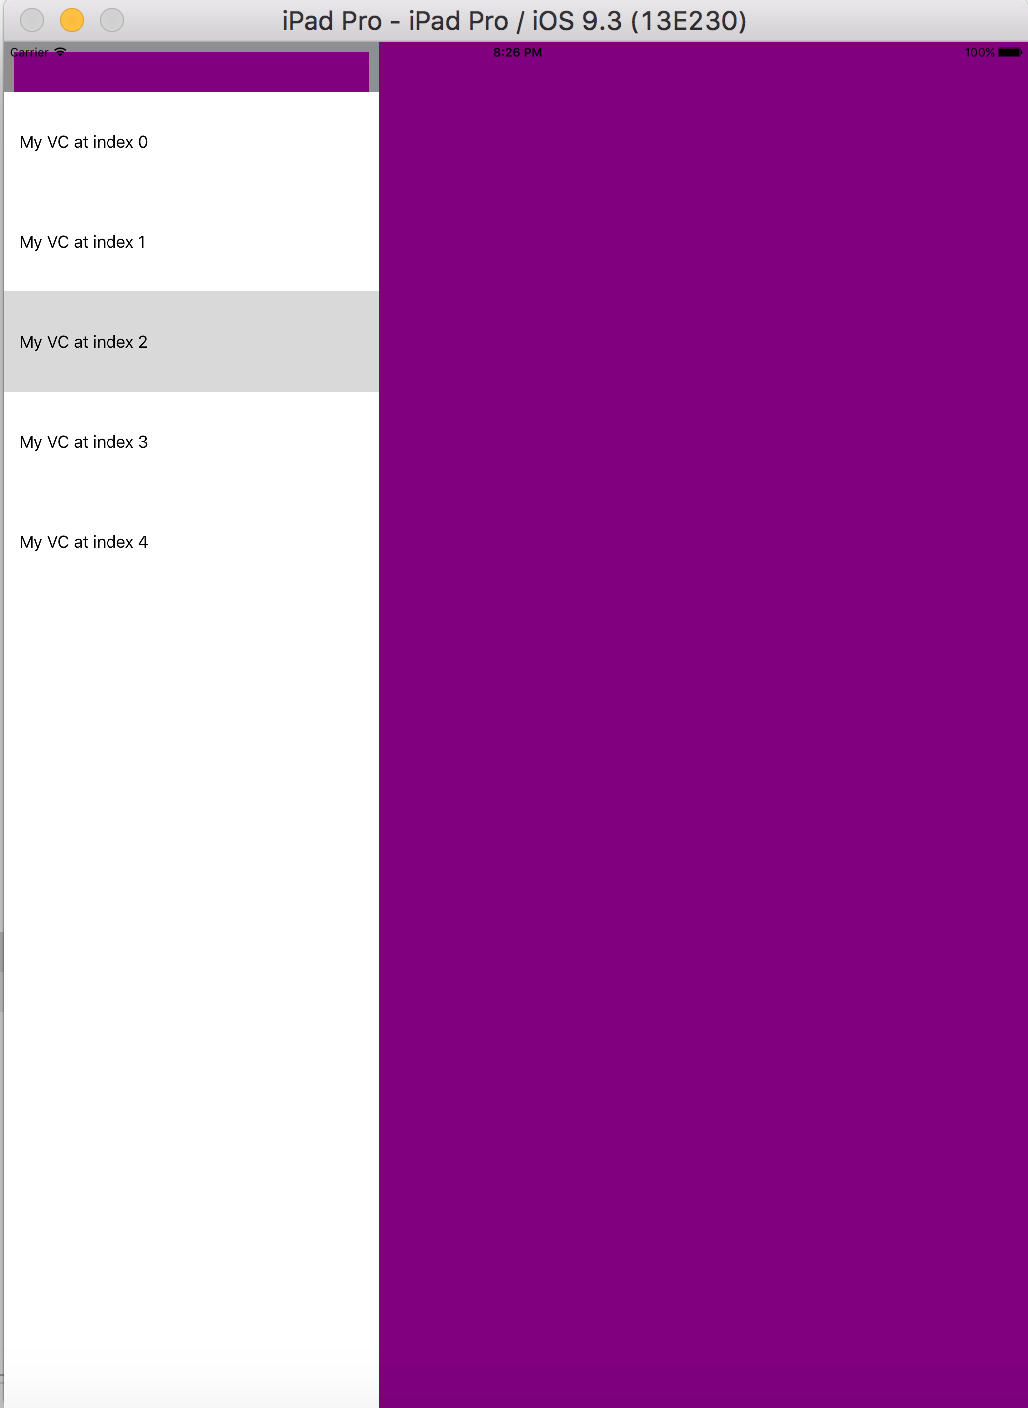 iPad Pro - iPad Pro / iOS 9.3 (13E230)
Carrier 8:26 PM 100%
My VC at index 0
My VC at index 1
My VC at index 2
My VC at index 3
My VC at index 4